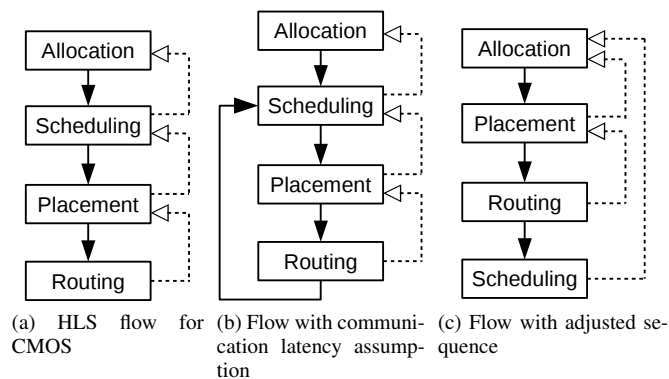 Allocation
Scheduling
Placement
Routing
(a) HLS flow for
CMOS
Allocation
Scheduling
Placement
Routing
(b) Flow with communi-
cation latency assump-
tion
Allocation
Placement
Routing
Scheduling
(c) Flow with adjusted se-
quence